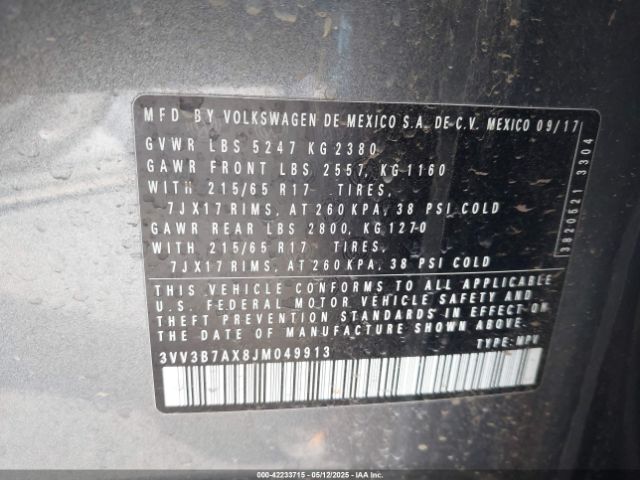 MFD BY VOLKSWAGEN DE MEXICO S.A. DE C.V. MEXICO 09/17
GVWR LBS 5247 KG 2380
GAWR FRONT LBS 2557, KG 1160
WITH 215/65 R17 TIRES,
7JX17 RIMS, AT 260 KPA, 38 PSI COLD
GAWR REAR LBS 2800, KG 1270
WITH 215/65 R17 TIRES,
7JX17 RIMS, AT 260 KPA, 38 PSI COLD
3820521 3304
THIS VEHICLE CONFORMS TO ALL APPLICABLE
U.S. FEDERAL MOTOR VEHICLE SAFETY AND
THEFT PREVENTION STANDARDS IN EFFECT ON
THE DATE OF MANUFACTURE SHOWN ABOVE.
3VV3B7AX8JM049913 TYPE: MPV
000-42233715 - 05/12/2025 - IAA Inc.